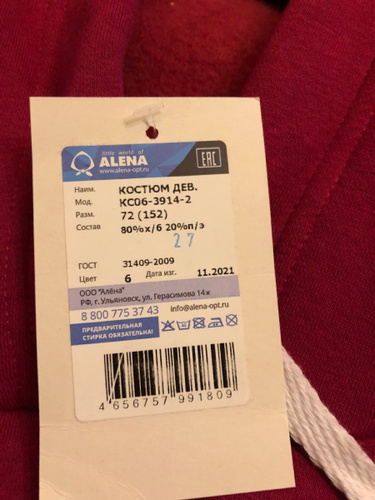 little world of
ALENA
www.alena-opt.ru
EAC
Наим. КОСТЮМ ДЕВ.
Мод. КС06-3914-2
Разм. 72 (152)
Состав 80%х/б 20%п/э
27
ГОСТ 31409-2009
Цвет 6 Дата изг. 11.2021
ООО "Алёна"
РФ, г. Ульяновск, ул. Герасимова 14ж
8 800 775 37 43 info@alena-opt.ru
ПРЕДВАРИТЕЛЬНАЯ
СТИРКА ОБЯЗАТЕЛЬНА!
4 656757 991809